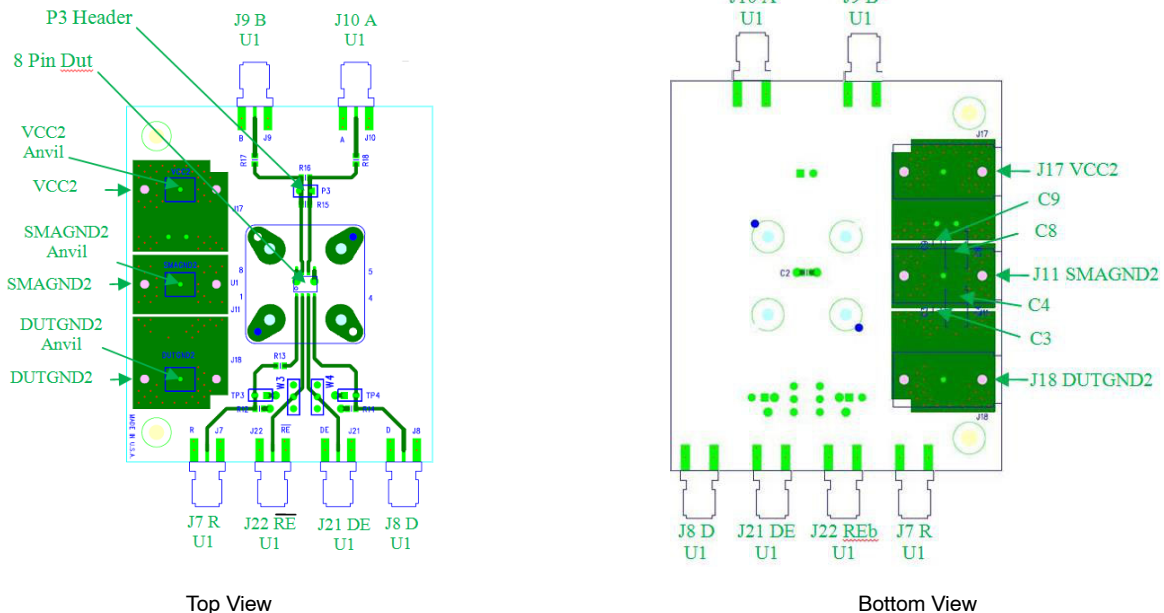 P3 Header
J9 B
U1
J10 A
U1
8 Pin Dut
VCC2
Anvil
VCC2
SMAGND2
Anvil
SMAGND2
DUTGND2
Anvil
DUTGND2
B J9
A J10
R17
R16
R18
P3
R15
VCC2
J17
SMAGND2
8
5
U1
1
4
J11
DUTGND2
J18
R13
W3
W4
TP3
TP4
R12
R14
MADE IN U.S.A.
R J7
J22 RE
DE J21
D J8
J7 R
U1
J22 RE
U1
J21 DE
U1
J8 D
U1
Top View
J10 A
U1
J9 B
U1
J17
J17 VCC2
C9
C8
C2
J11 SMAGND2
C4
J11
C3
J18 DUTGND2
J18
J8 D
U1
J21 DE
U1
J22 REb
U1
J7 R
U1
Bottom View